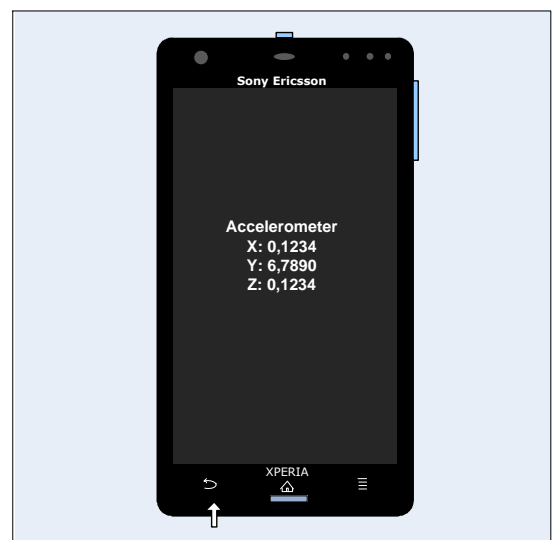 Sony Ericsson
Accelerometer
X: 0,1234
Y: 6,7890
Z: 0,1234
XPERIA